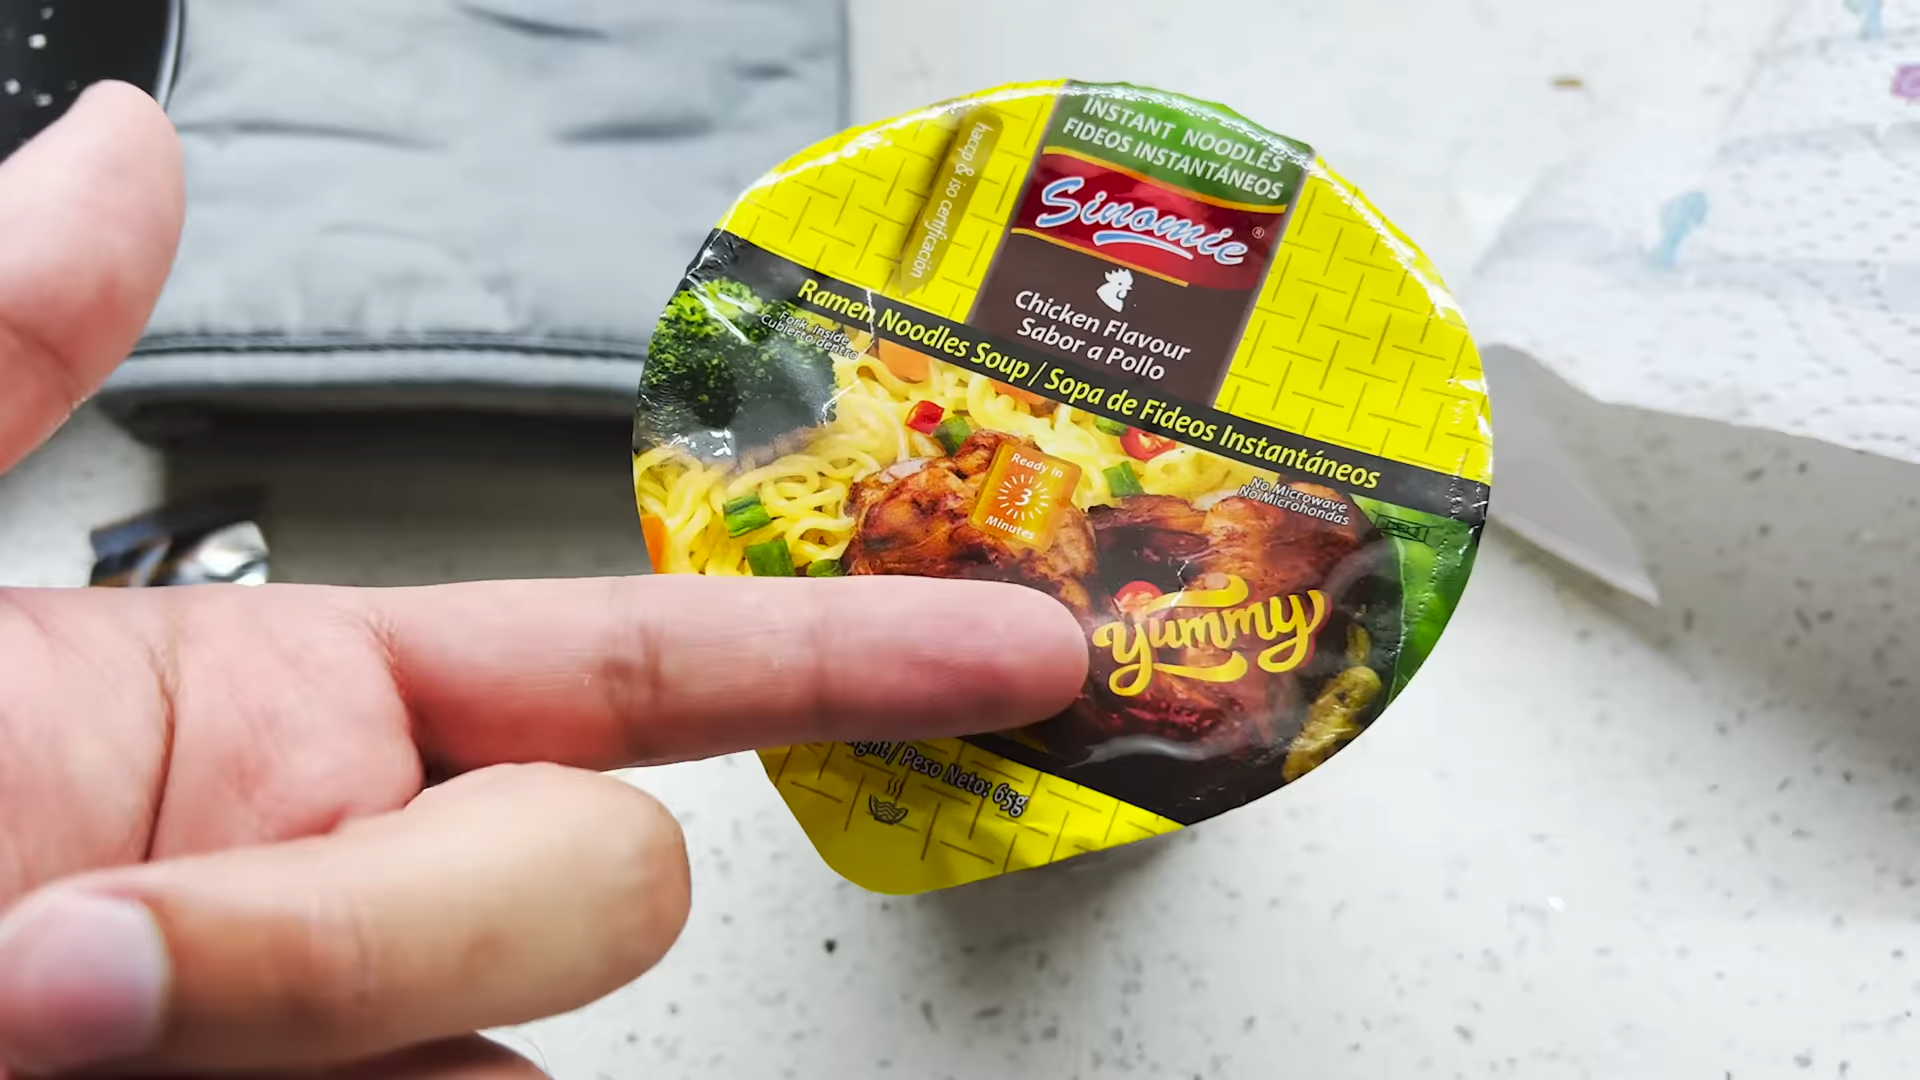 INSTANT NOODLES
FIDEOS INSTANTÁNEOS
Sinomie ®
haccp & iso certificación
Chicken Flavour
Sabor a Pollo
Ramen Noodles Soup / Sopa de Fideos Instantáneos
Fork Inside
Cubierto dentro
Ready in
3
Minutes
No Microwave
No Microhondas
Yummy
/ Peso Neto: 65g